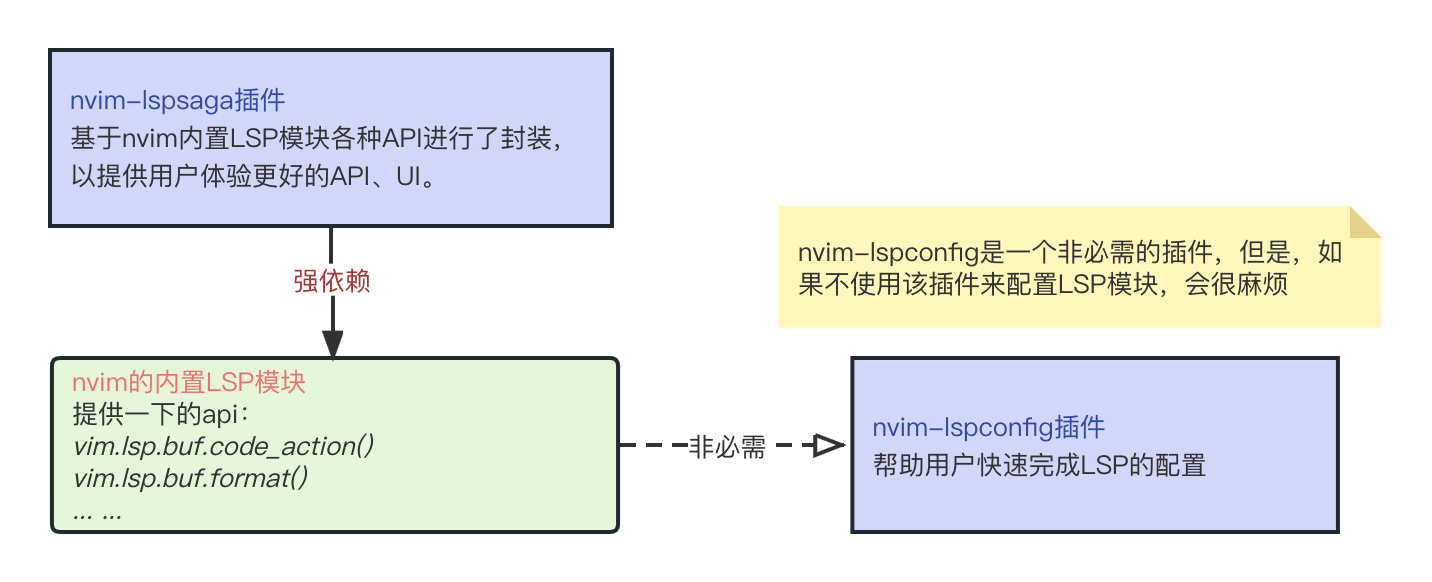 nvim-lspsaga插件
基于nvim内置LSP模块各种API进行了封装，
以提供用户体验更好的API、UI。
强依赖
nvim-lspconfig是一个非必需的插件，但是，如
果不使用该插件来配置LSP模块，会很麻烦
nvim的内置LSP模块
提供一下的api：
vim.lsp.buf.code_action()
vim.lsp.buf.format()
... ...
非必需
nvim-lspconfig插件
帮助用户快速完成LSP的配置